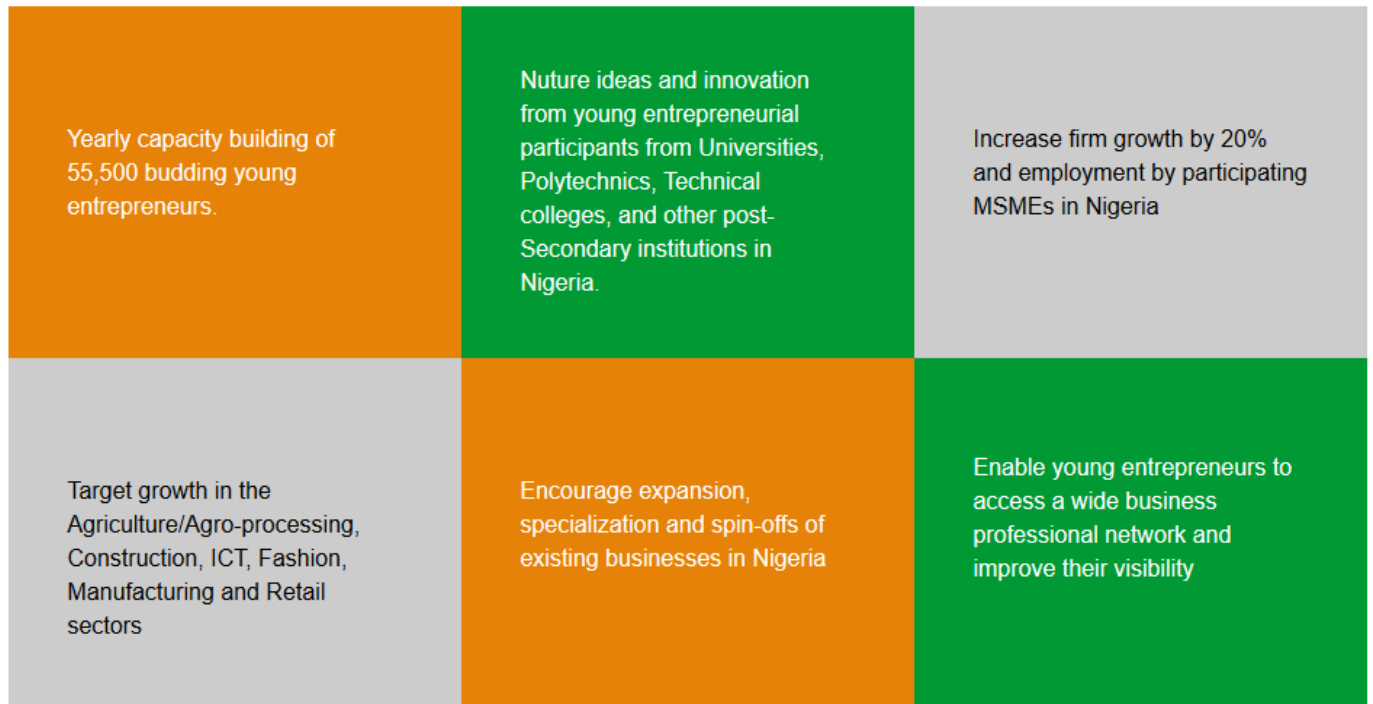 Yearly capacity building of
55,500 budding young
entrepreneurs.
Nuture ideas and innovation
from young entrepreneurial
participants from Universities,
Polytechnics, Technical
colleges, and other post-
Secondary institutions in
Nigeria.
Increase firm growth by 20%
and employment by participating
MSMEs in Nigeria
Target growth in the
Agriculture/Agro-processing,
Construction, ICT, Fashion,
Manufacturing and Retail
sectors
Encourage expansion,
specialization and spin-offs of
existing businesses in Nigeria
Enable young entrepreneurs to
access a wide business
professional network and
improve their visibility